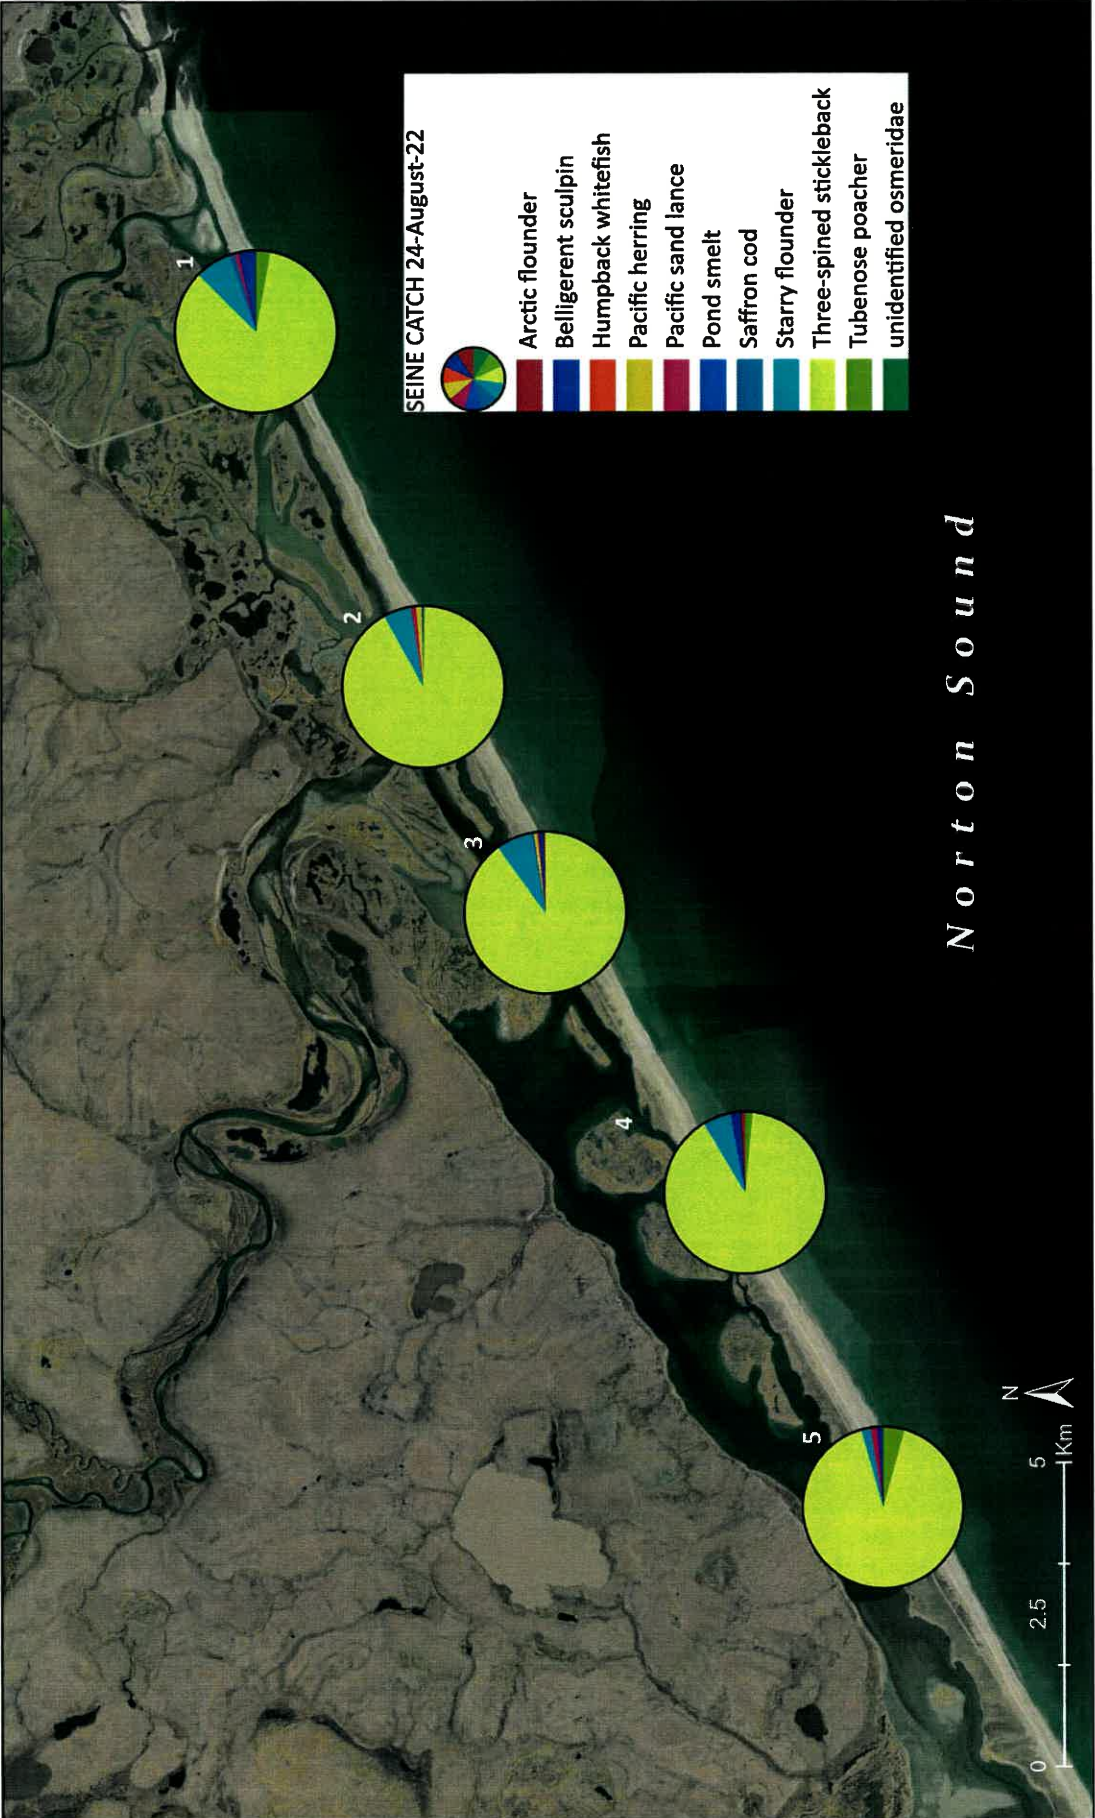 SEINE CATCH 24-August-22
Arctic flounder
Belligerent sculpin
Humpback whitefish
Pacific herring
Pacific sand lance
Pond smelt
Saffron cod
Starry flounder
Three-spined stickleback
Tubenose poacher
unidentified osmeridae
1
2
3
4
5
Norton Sound
N
0 2.5 5
Km